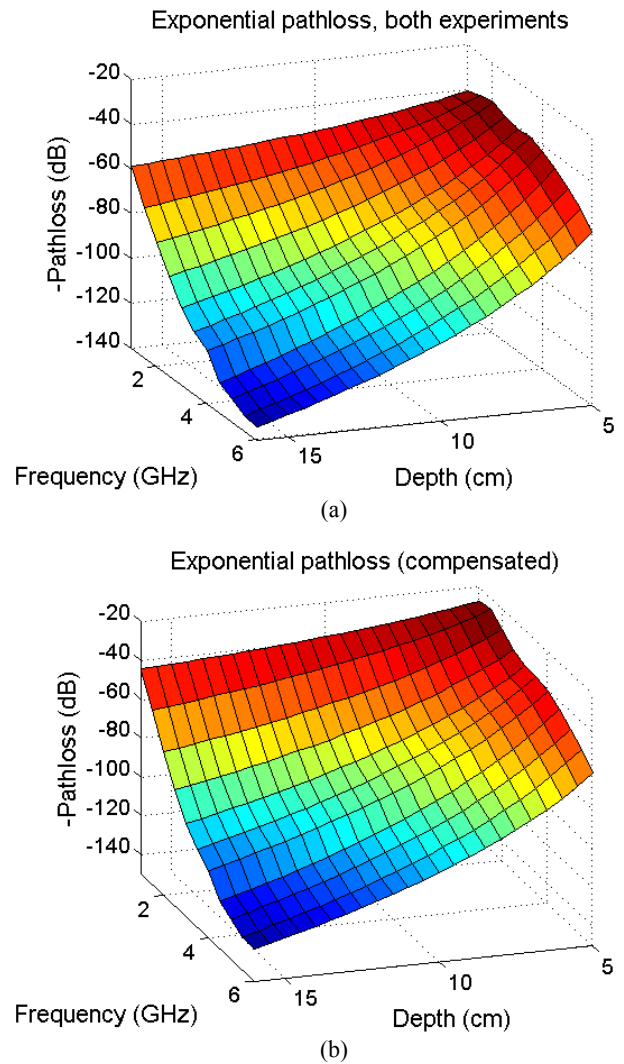 Exponential pathloss, both experiments
-20
-40
-60
-80
-100
-120
-140
-Pathloss (dB)
2
4
6
Frequency (GHz)
15
10
5
Depth (cm)
(a)
Exponential pathloss (compensated)
-20
-40
-60
-80
-100
-120
-140
-Pathloss (dB)
2
4
6
Frequency (GHz)
15
10
5
Depth (cm)
(b)